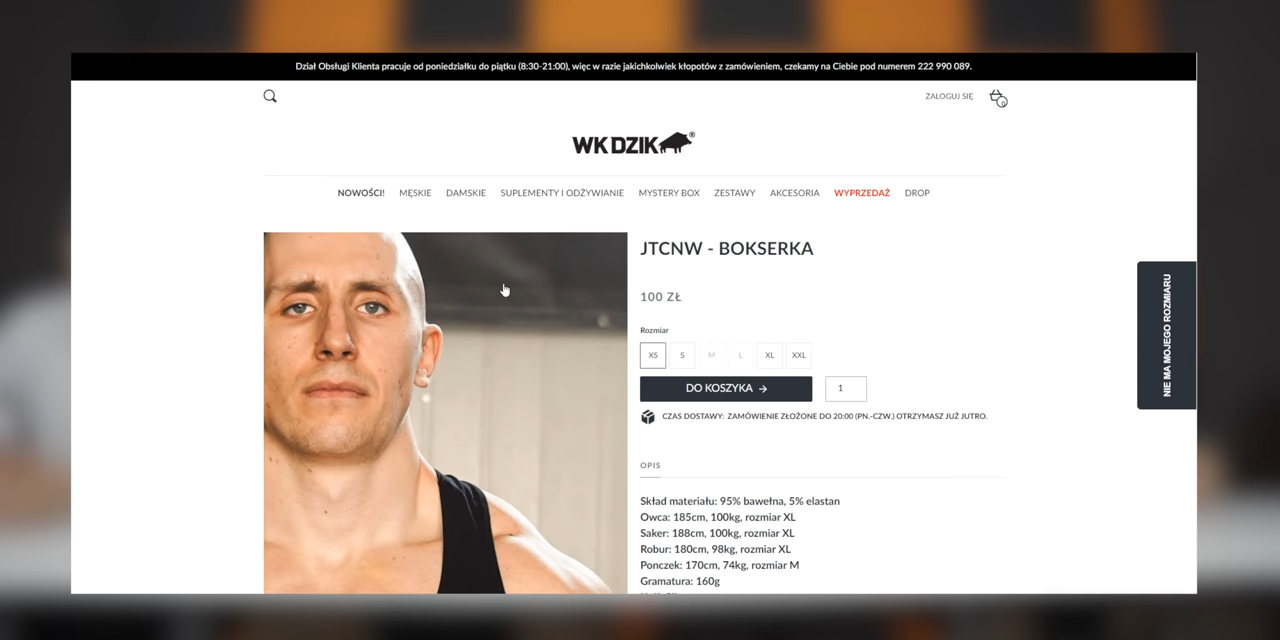 Dział Obsługi Klienta pracuje od poniedziałku do piątku (8:30-21:00), więc w razie jakichkolwiek kłopotów z zamówieniem, czekamy na Ciebie pod numerem 222 990 089.
ZALOGUJ SIĘ
0
WK DZIK®
NOWOŚCI! MĘSKIE DAMSKIE SUPLEMENTY I ODŻYWIANIE MYSTERY BOX ZESTAWY AKCESORIA WYPRZEDAŻ DROP
JTCNW - BOKSERKA
100 ZŁ
Rozmiar
XS S M L XL XXL
DO KOSZYKA → 1
CZAS DOSTAWY: ZAMÓWIENIE ZŁOŻONE DO 20:00 (PN.-CZW.) OTRZYMASZ JUŻ JUTRO.
OPIS
Skład materiału: 95% bawełna, 5% elastan
Owca: 185cm, 100kg, rozmiar XL
Saker: 188cm, 100kg, rozmiar XL
Robur: 180cm, 98kg, rozmiar XL
Ponczek: 170cm, 74kg, rozmiar M
Gramatura: 160g
NIE MA MOJEGO ROZMIARU